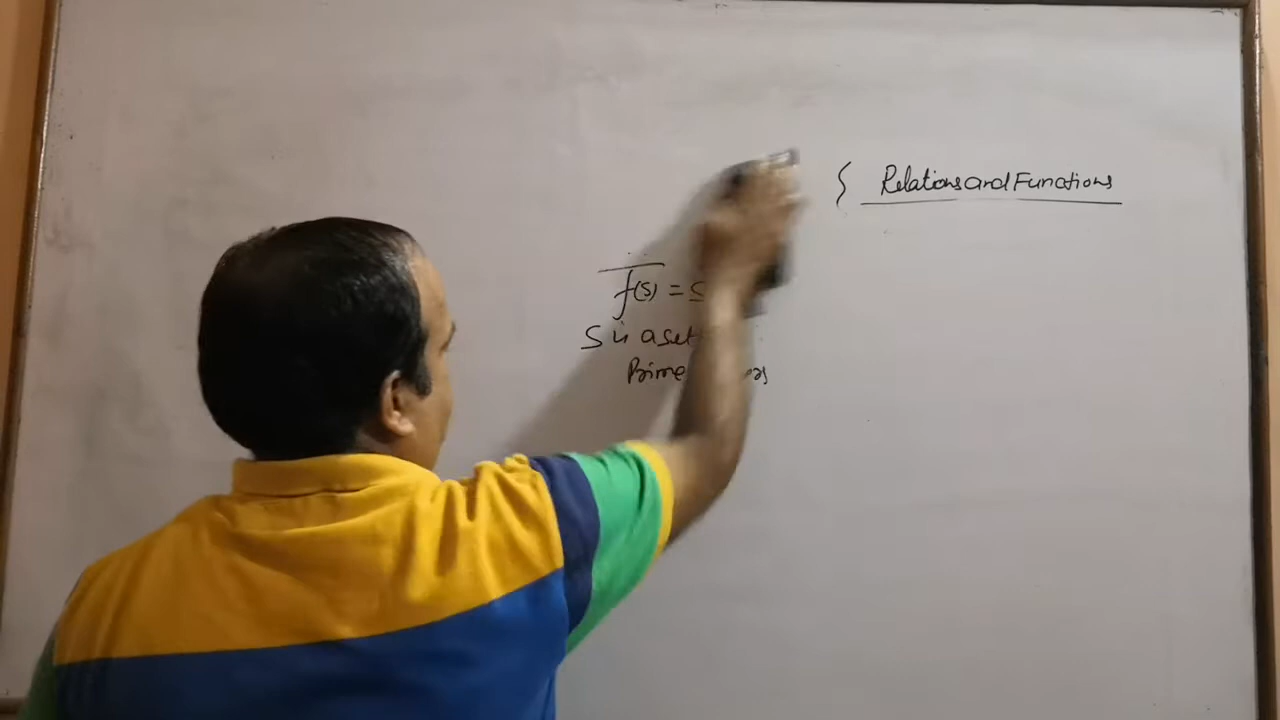 { Relations and Functions
f(s) = S
S is a set
Prime